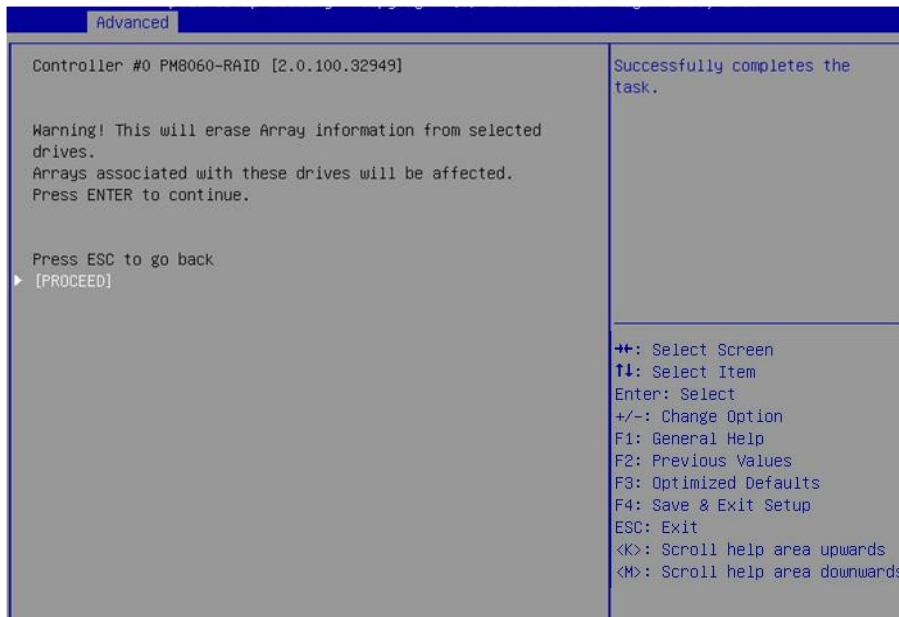 Advanced
Controller #0 PM8060-RAID [2.0.100.32949]
Warning! This will erase Array information from selected
drives.
Arrays associated with these drives will be affected.
Press ENTER to continue.
Press ESC to go back
[PROCEED]
Successfully completes the
task.
→←: Select Screen
↑↓: Select Item
Enter: Select
+/-: Change Option
F1: General Help
F2: Previous Values
F3: Optimized Defaults
F4: Save & Exit Setup
ESC: Exit
<K>: Scroll help area upwards
<M>: Scroll help area downwards